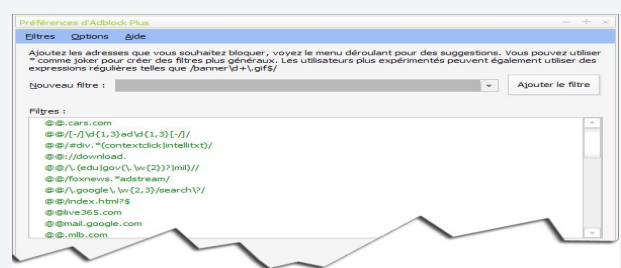 Préférences d'Adblock Plus
Filtres Options Aide
Ajoutez les adresses que vous souhaitez bloquer, voyez le menu déroulant pour des suggestions. Vous pouvez utiliser
* comme joker pour créer des filtres plus généraux. Les utilisateurs plus expérimentés peuvent également utiliser des
expressions régulières telles que /banner\d+\.gif$/
Nouveau filtre : Ajouter le filtre
Filtres :
@@.cars.com
@@/[-/]\d{1,3}ad\d{1,3}[-/]/
@@/#div.*(contextclick|intellitxt)/
@@://download.
@@/\.(edu|gov(\.\w{2})?|mil)//
@@/foxnews.*adstream/
@@/\.google\.\w{2,3}/search\?/
@@/index.html?$
@@live365.com
@@mail.google.com
@@.mlb.com